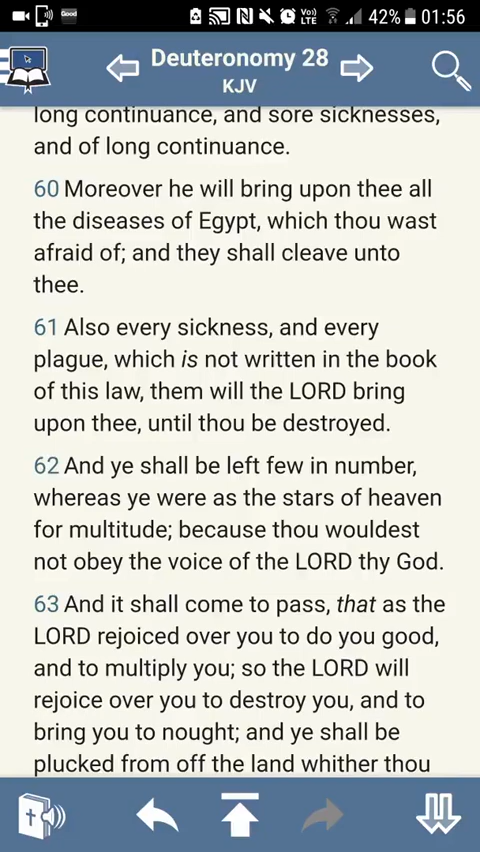 Good
Vo))
LTE
42% 01:56
Deuteronomy 28
KJV
long continuance, and sore sicknesses,
and of long continuance.
60 Moreover he will bring upon thee all
the diseases of Egypt, which thou wast
afraid of; and they shall cleave unto
thee.
61 Also every sickness, and every
plague, which is not written in the book
of this law, them will the LORD bring
upon thee, until thou be destroyed.
62 And ye shall be left few in number,
whereas ye were as the stars of heaven
for multitude; because thou wouldest
not obey the voice of the LORD thy God.
63 And it shall come to pass, that as the
LORD rejoiced over you to do you good,
and to multiply you; so the LORD will
rejoice over you to destroy you, and to
bring you to nought; and ye shall be
plucked from off the land whither thou